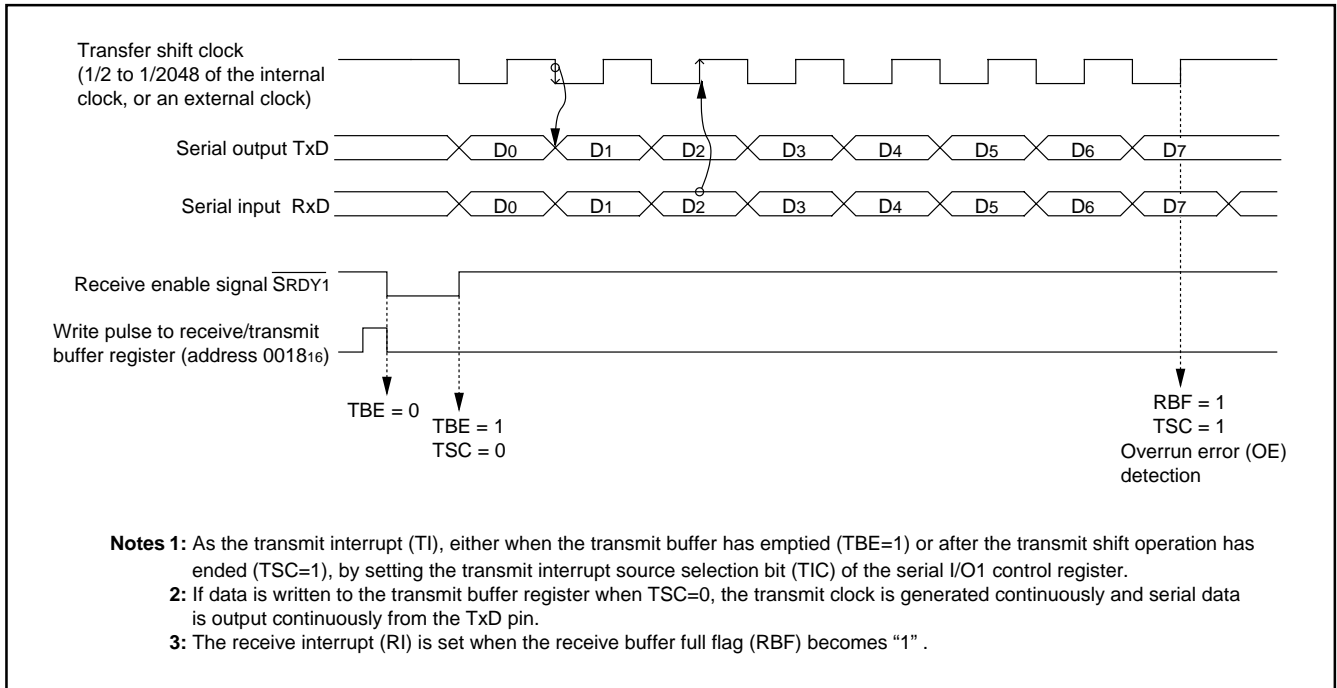 Transfer shift clock
(1/2 to 1/2048 of the internal
clock, or an external clock)
Serial output TxD
D0 D1 D2 D3 D4 D5 D6 D7
Serial input RxD
D0 D1 D2 D3 D4 D5 D6 D7
Receive enable signal SRDY1
Write pulse to receive/transmit
buffer register (address 001816)
TBE = 0
TBE = 1
TSC = 0
RBF = 1
TSC = 1
Overrun error (OE)
detection
Notes 1: As the transmit interrupt (TI), either when the transmit buffer has emptied (TBE=1) or after the transmit shift operation has
ended (TSC=1), by setting the transmit interrupt source selection bit (TIC) of the serial I/O1 control register.
2: If data is written to the transmit buffer register when TSC=0, the transmit clock is generated continuously and serial data
is output continuously from the TxD pin.
3: The receive interrupt (RI) is set when the receive buffer full flag (RBF) becomes “1” .